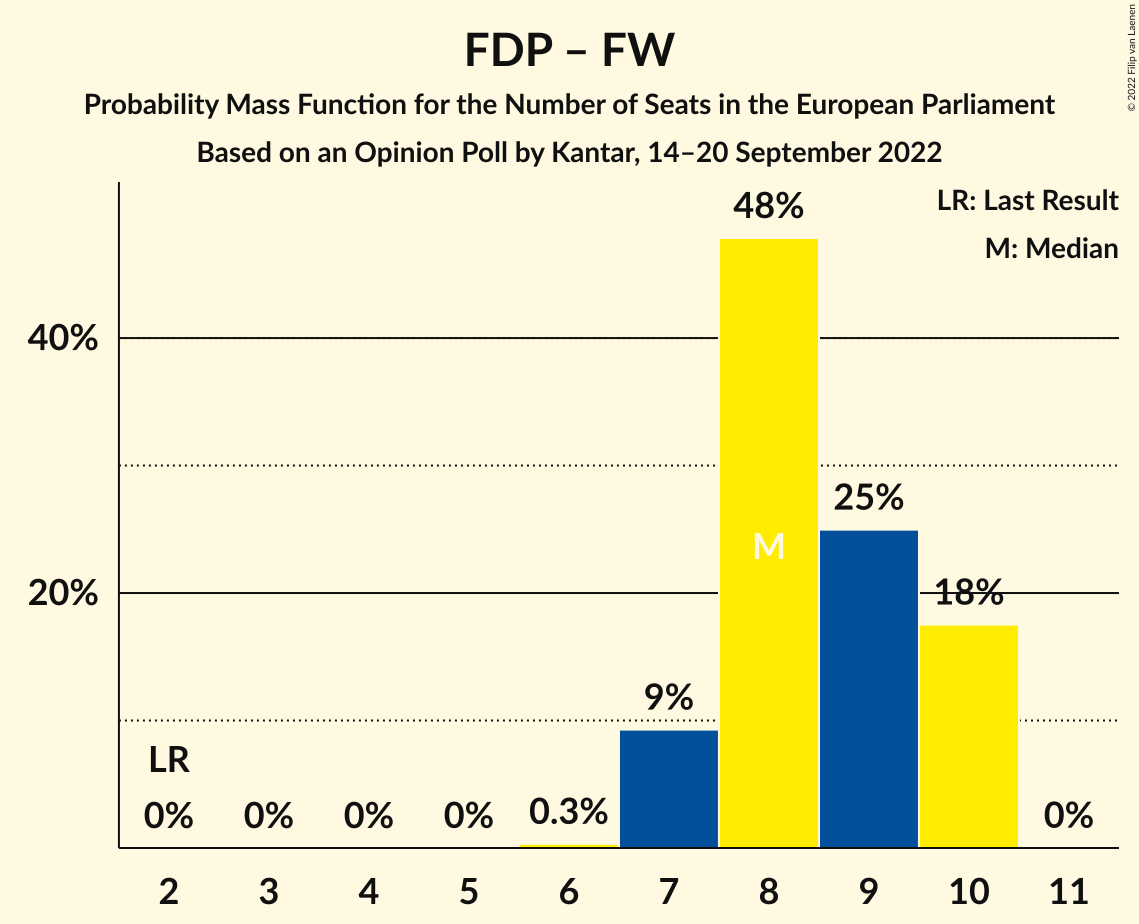 FDP – FW
Probability Mass Function for the Number of Seats in the European Parliament
Based on an Opinion Poll by Kantar, 14–20 September 2022
© 2022 Filip van Laenen
LR: Last Result
M: Median
48%
40%
25%
M
20%
18%
9%
LR
0%
0%
0%
0%
0.3%
0%
2
3
4
5
6
7
8
9
10
11